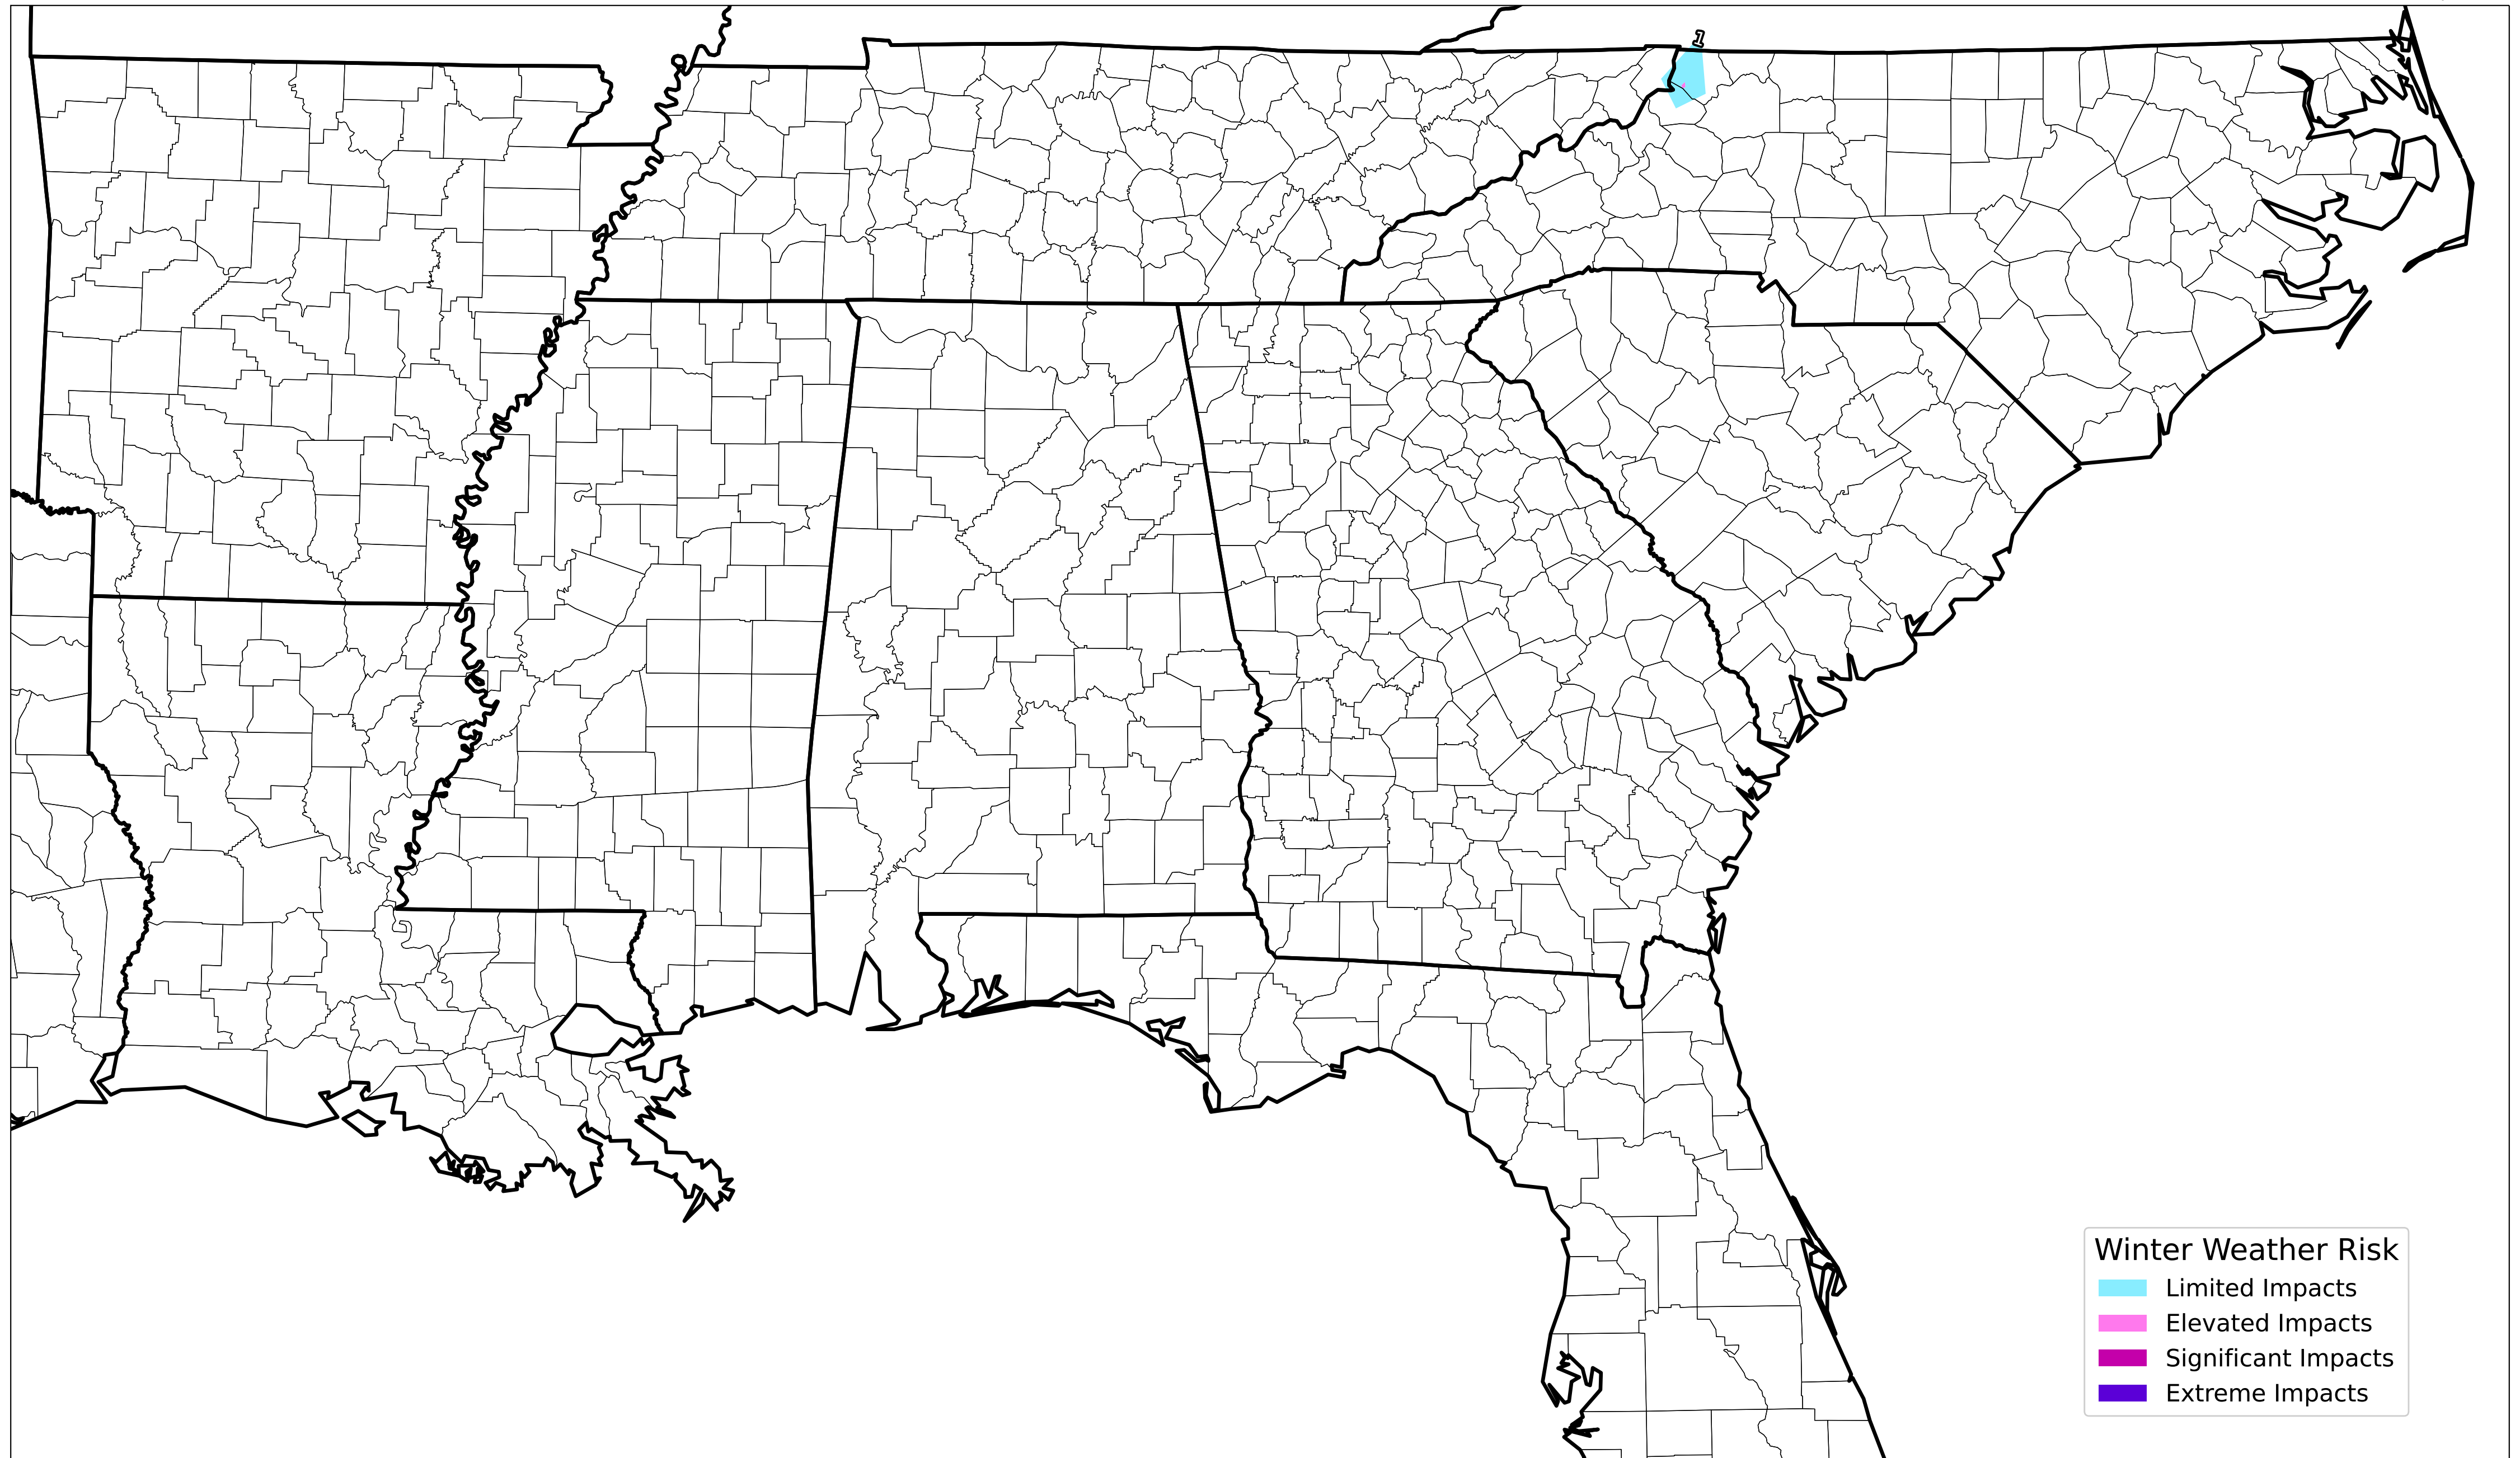 1
Winter Weather Risk
Limited Impacts
Elevated Impacts
Significant Impacts
Extreme Impacts